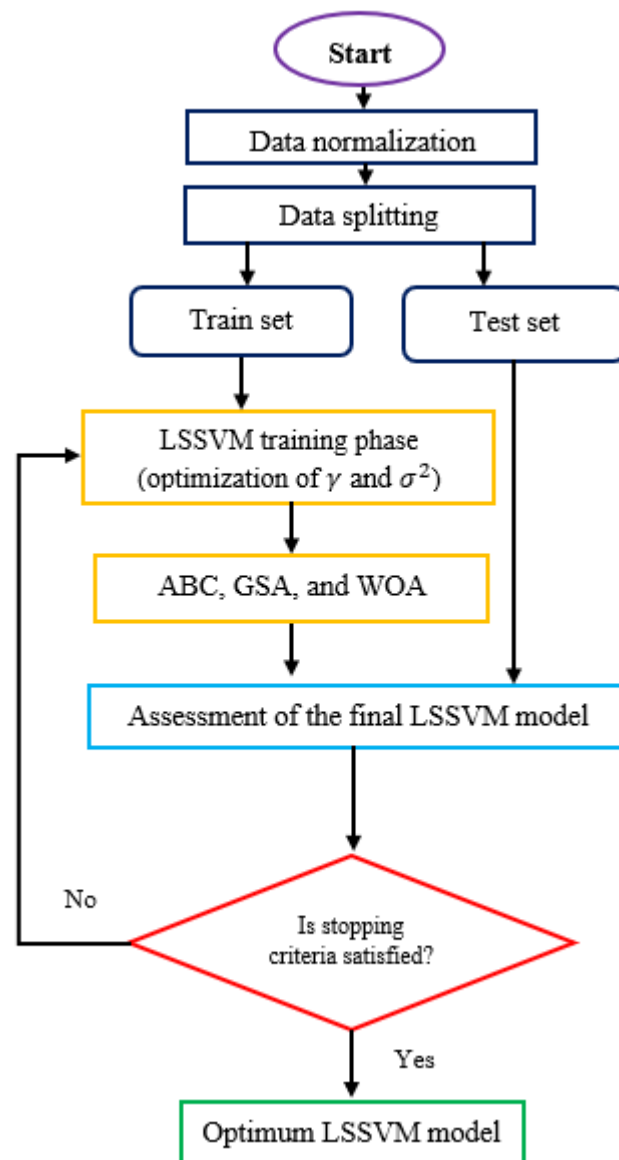 Start
Data normalization
Data splitting
Train set
Test set
LSSVM training phase
(optimization of γ and σ²)
ABC, GSA, and WOA
Assessment of the final LSSVM model
No
Is stopping
criteria satisfied?
Yes
Optimum LSSVM model